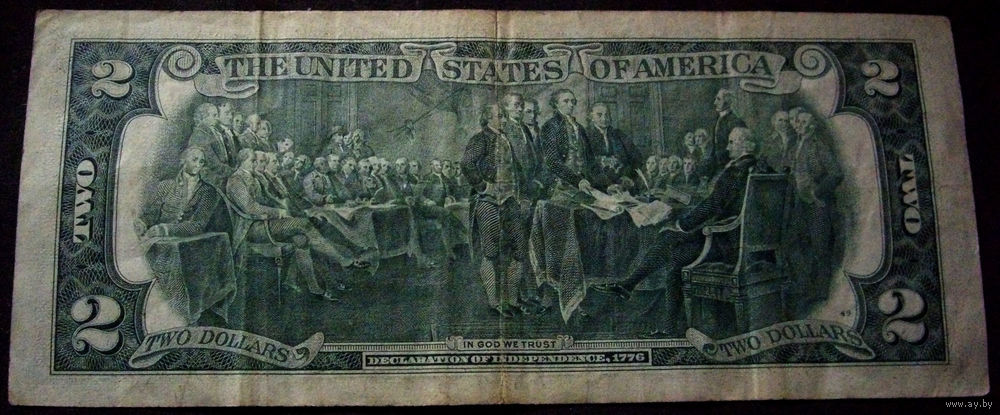 THE UNITED STATES OF AMERICA
2
2
TWO
TWO
2
2
TWO DOLLARS
TWO DOLLARS
IN GOD WE TRUST
DECLARATION OF INDEPENDENCE, 1776
www.ay.by